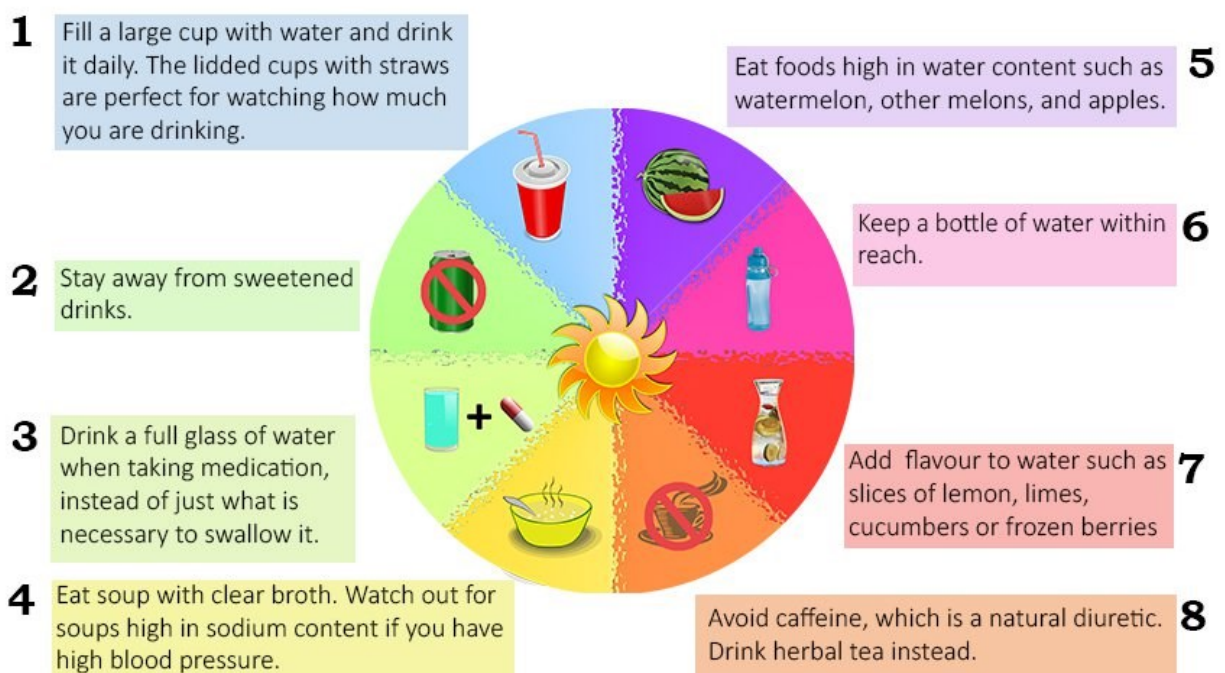 1
Fill a large cup with water and drink
it daily. The lidded cups with straws
are perfect for watching how much
you are drinking.
2
Stay away from sweetened
drinks.
3
Drink a full glass of water
when taking medication,
instead of just what is
necessary to swallow it.
4
Eat soup with clear broth. Watch out for
soups high in sodium content if you have
high blood pressure.
+
5
Eat foods high in water content such as
watermelon, other melons, and apples.
6
Keep a bottle of water within
reach.
7
Add  flavour to water such as
slices of lemon, limes,
cucumbers or frozen berries
8
Avoid caffeine, which is a natural diuretic.
Drink herbal tea instead.